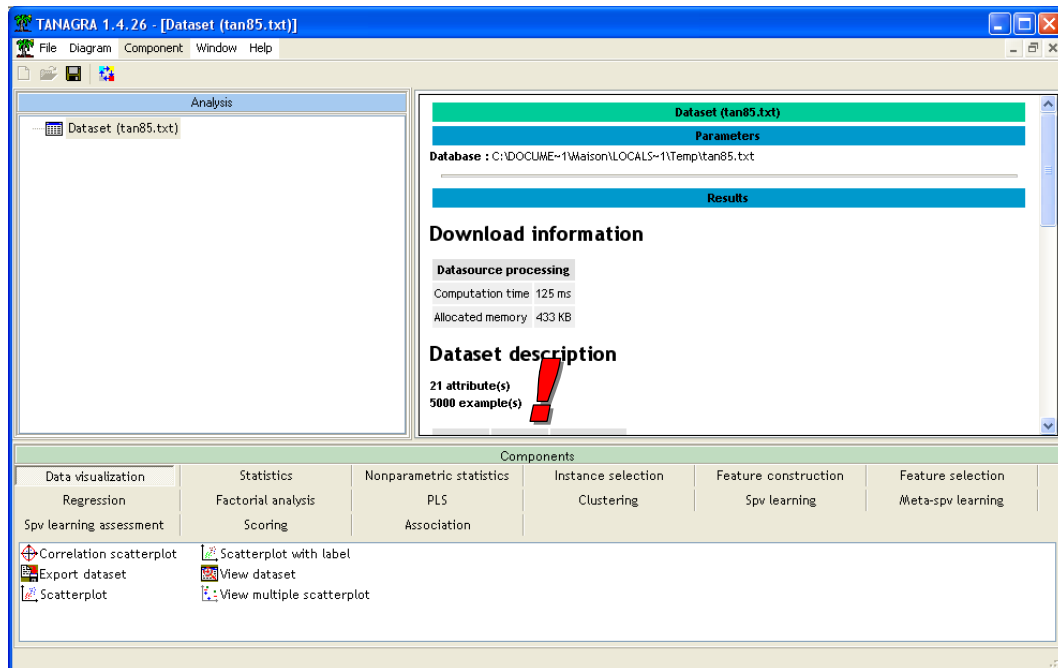 TANAGRA 1.4.26 - [Dataset (tan85.txt)]
File Diagram Component Window Help
Analysis
Dataset (tan85.txt)
Dataset (tan85.txt)
Parameters
Database : C:\DOCUME~1\Maison\LOCALS~1\Temp\tan85.txt
Results
Download information
Datasource processing
Computation time 125 ms
Allocated memory 433 KB
Dataset description
21 attribute(s)
5000 example(s)
!
Components
Data visualization Statistics Nonparametric statistics Instance selection Feature construction Feature selection
Regression Factorial analysis PLS Clustering Spv learning Meta-spv learning
Spv learning assessment Scoring Association
Correlation scatterplot Scatterplot with label
Export dataset View dataset
Scatterplot View multiple scatterplot